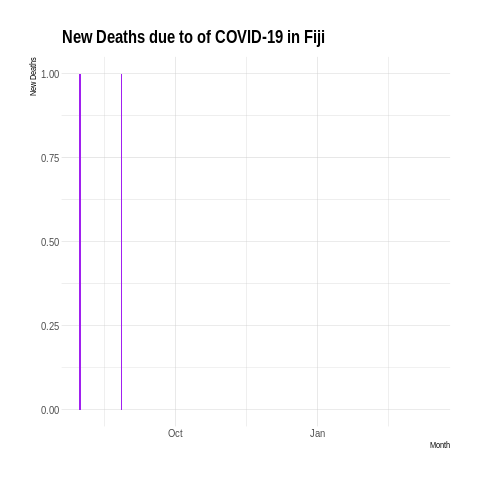 New Deaths due to of COVID-19 in Fiji
New Deaths
1.00
0.75
0.50
0.25
0.00
Oct
Jan
Month